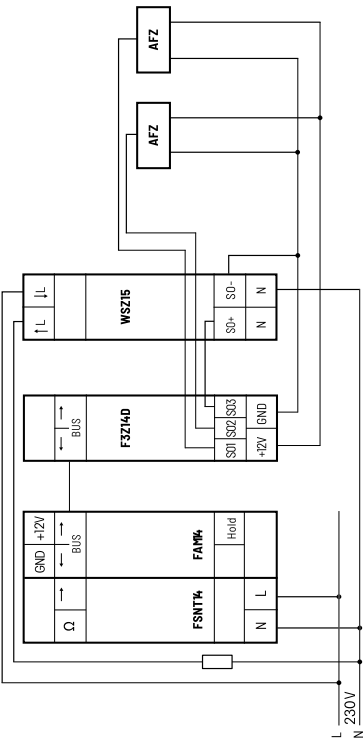 AFZ
AFZ
↓L
↑L
WSZ15
S0-
S0+
N
N
BUS
F3Z14D
S01 S02 S03
+12V GND
GND +12V
BUS
FAM14
Hold
Ω
FSNT14
N L
L
N
230V